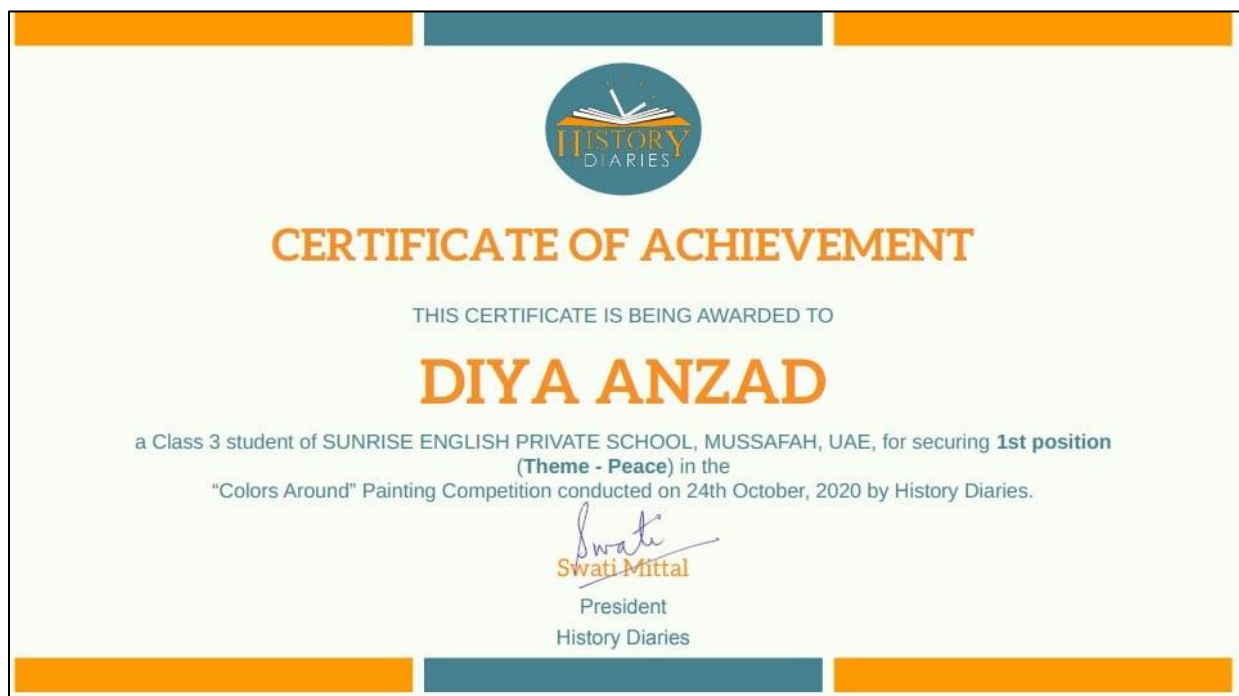 HISTORY
DIARIES
CERTIFICATE OF ACHIEVEMENT
THIS CERTIFICATE IS BEING AWARDED TO
DIYA ANZAD
a Class 3 student of SUNRISE ENGLISH PRIVATE SCHOOL, MUSSAFAH, UAE, for securing 1st position
(Theme - Peace) in the
“Colors Around” Painting Competition conducted on 24th October, 2020 by History Diaries.
Swati
Swati Mittal
President
History Diaries